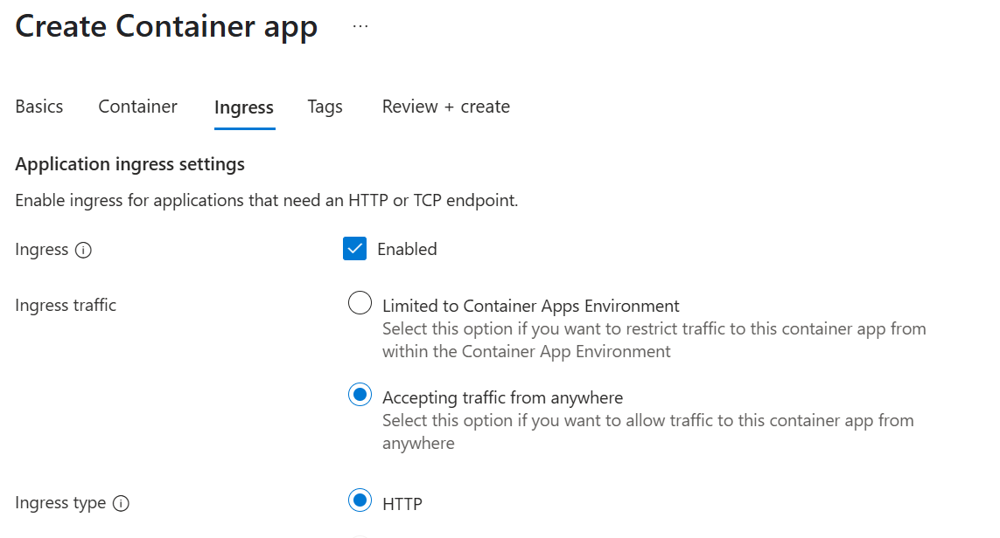 Create Container app ...
Basics Container Ingress Tags Review + create
Application ingress settings
Enable ingress for applications that need an HTTP or TCP endpoint.
Ingress Enabled
Ingress traffic Limited to Container Apps Environment
Select this option if you want to restrict traffic to this container app from
within the Container App Environment
Accepting traffic from anywhere
Select this option if you want to allow traffic to this container app from
anywhere
Ingress type HTTP